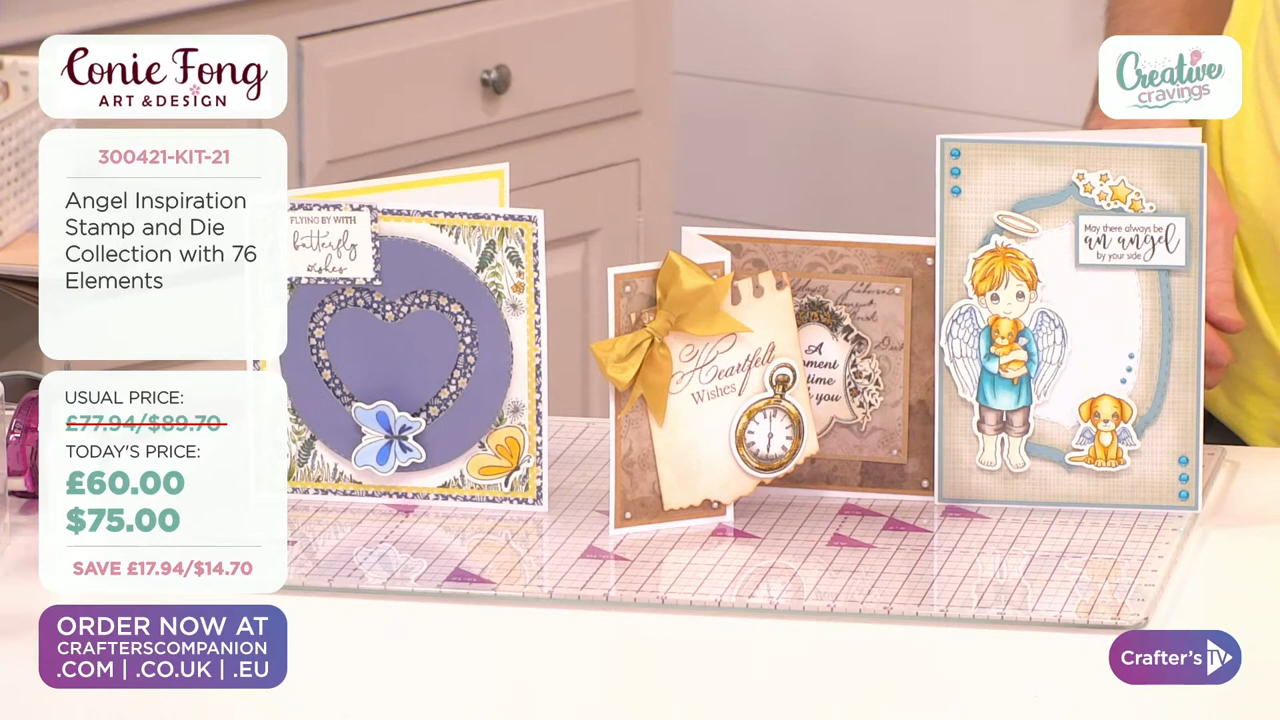 Conie Fong
ART & DESIGN
300421-KIT-21
Angel Inspiration
Stamp and Die
Collection with 76
Elements
USUAL PRICE:
£77.94/$89.70
TODAY'S PRICE:
£60.00
$75.00
SAVE £17.94/$14.70
ORDER NOW AT
CRAFTERSCOMPANION
.COM | .CO.UK | .EU
FLYING BY WITH
butterfly
wishes
Heartfelt
Wishes
A
time
you
May there always be
an angel
by your side
Creative
cravings
Crafter's TV